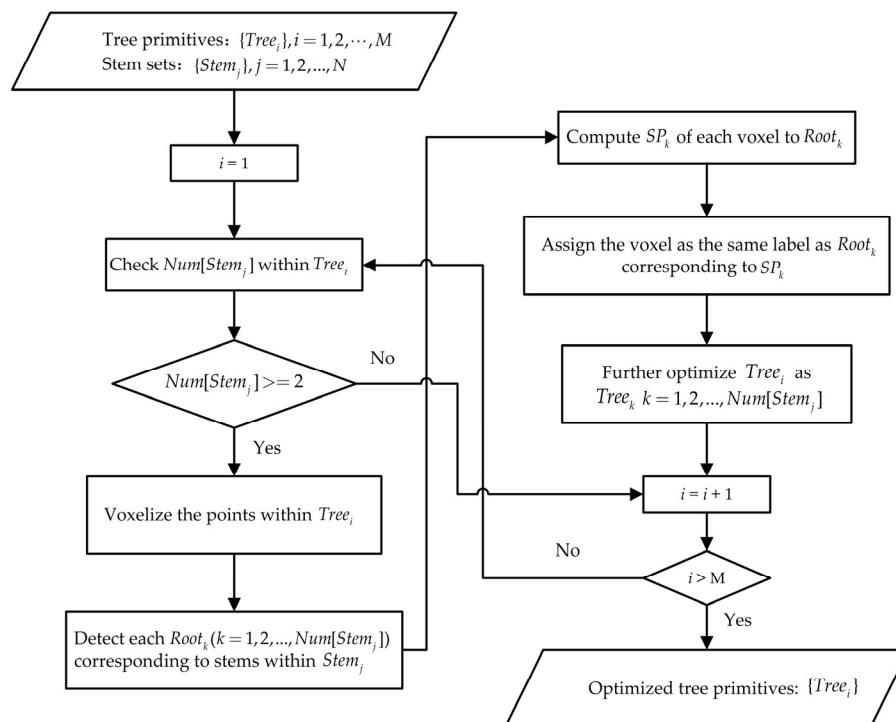 Tree primitives: {Tree_i}, i = 1,2,⋯,M
Stem sets: {Stem_j}, j = 1,2,...,N
i = 1
Check Num[Stem_j] within Tree_i
Num[Stem_j] >= 2
No
Yes
Voxelize the points within Tree_i
Detect each Root_k(k = 1,2,...,Num[Stem_j])
corresponding to stems within Stem_j
Compute SP_k of each voxel to Root_k
Assign the voxel as the same label as Root_k
corresponding to SP_k
Further optimize Tree_i as
Tree_k k = 1,2,...,Num[Stem_j]
i = i + 1
No
i > M
Yes
Optimized tree primitives: {Tree_i}